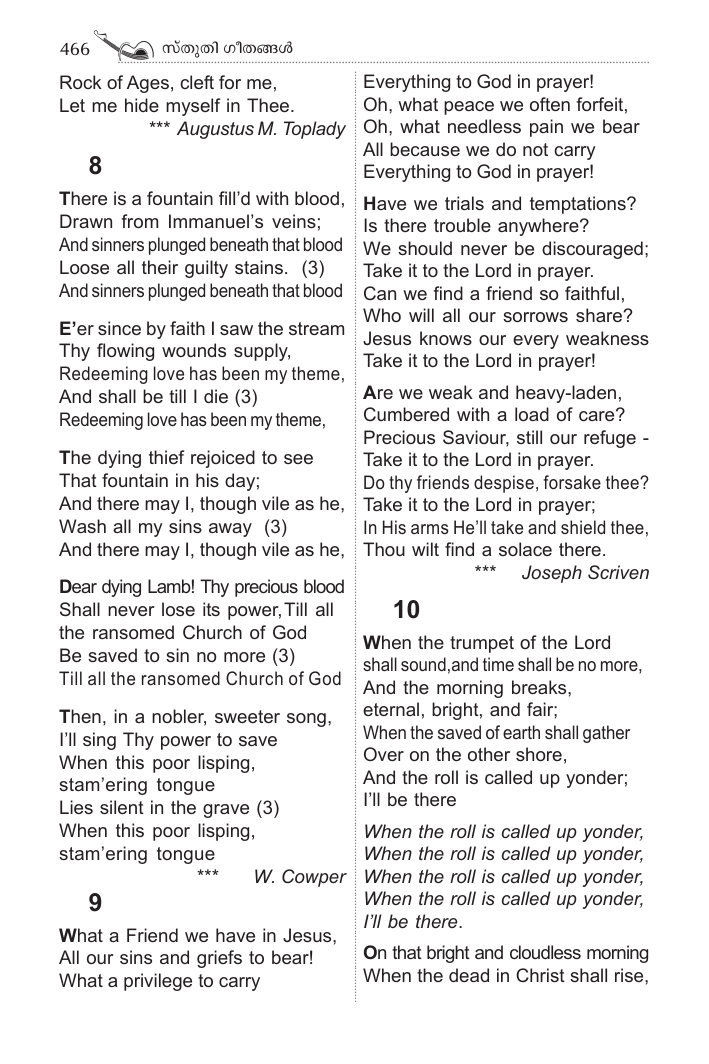 466 സ്തുതി ഗീതങ്ങൾ
Rock of Ages, cleft for me,
Let me hide myself in Thee.
*** Augustus M. Toplady
8
There is a fountain fill’d with blood,
Drawn from Immanuel’s veins;
And sinners plunged beneath that blood
Loose all their guilty stains. (3)
And sinners plunged beneath that blood
E’er since by faith I saw the stream
Thy flowing wounds supply,
Redeeming love has been my theme,
And shall be till I die (3)
Redeeming love has been my theme,
The dying thief rejoiced to see
That fountain in his day;
And there may I, though vile as he,
Wash all my sins away (3)
And there may I, though vile as he,
Dear dying Lamb! Thy precious blood
Shall never lose its power,Till all
the ransomed Church of God
Be saved to sin no more (3)
Till all the ransomed Church of God
Then, in a nobler, sweeter song,
I’ll sing Thy power to save
When this poor lisping,
stam’ering tongue
Lies silent in the grave (3)
When this poor lisping,
stam’ering tongue
*** W. Cowper
9
What a Friend we have in Jesus,
All our sins and griefs to bear!
What a privilege to carry
Everything to God in prayer!
Oh, what peace we often forfeit,
Oh, what needless pain we bear
All because we do not carry
Everything to God in prayer!
Have we trials and temptations?
Is there trouble anywhere?
We should never be discouraged;
Take it to the Lord in prayer.
Can we find a friend so faithful,
Who will all our sorrows share?
Jesus knows our every weakness
Take it to the Lord in prayer!
Are we weak and heavy-laden,
Cumbered with a load of care?
Precious Saviour, still our refuge -
Take it to the Lord in prayer.
Do thy friends despise, forsake thee?
Take it to the Lord in prayer;
In His arms He’ll take and shield thee,
Thou wilt find a solace there.
*** Joseph Scriven
10
When the trumpet of the Lord
shall sound,and time shall be no more,
And the morning breaks,
eternal, bright, and fair;
When the saved of earth shall gather
Over on the other shore,
And the roll is called up yonder;
I’ll be there
When the roll is called up yonder,
When the roll is called up yonder,
When the roll is called up yonder,
When the roll is called up yonder,
I’ll be there.
On that bright and cloudless morning
When the dead in Christ shall rise,